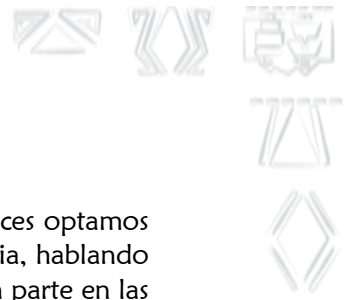 ces optamos
ia, hablando
parte en las